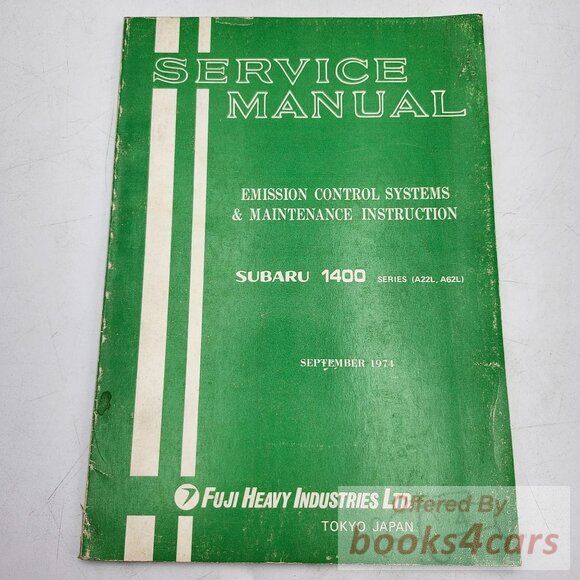 SERVICE
MANUAL
EMISSION CONTROL SYSTEMS
& MAINTENANCE INSTRUCTION
SUBARU 1400 SERIES (A22L, A62L)
SEPTEMBER 1974
FUJI HEAVY INDUSTRIES LTD.
TOKYO JAPAN
Offered By
books4cars